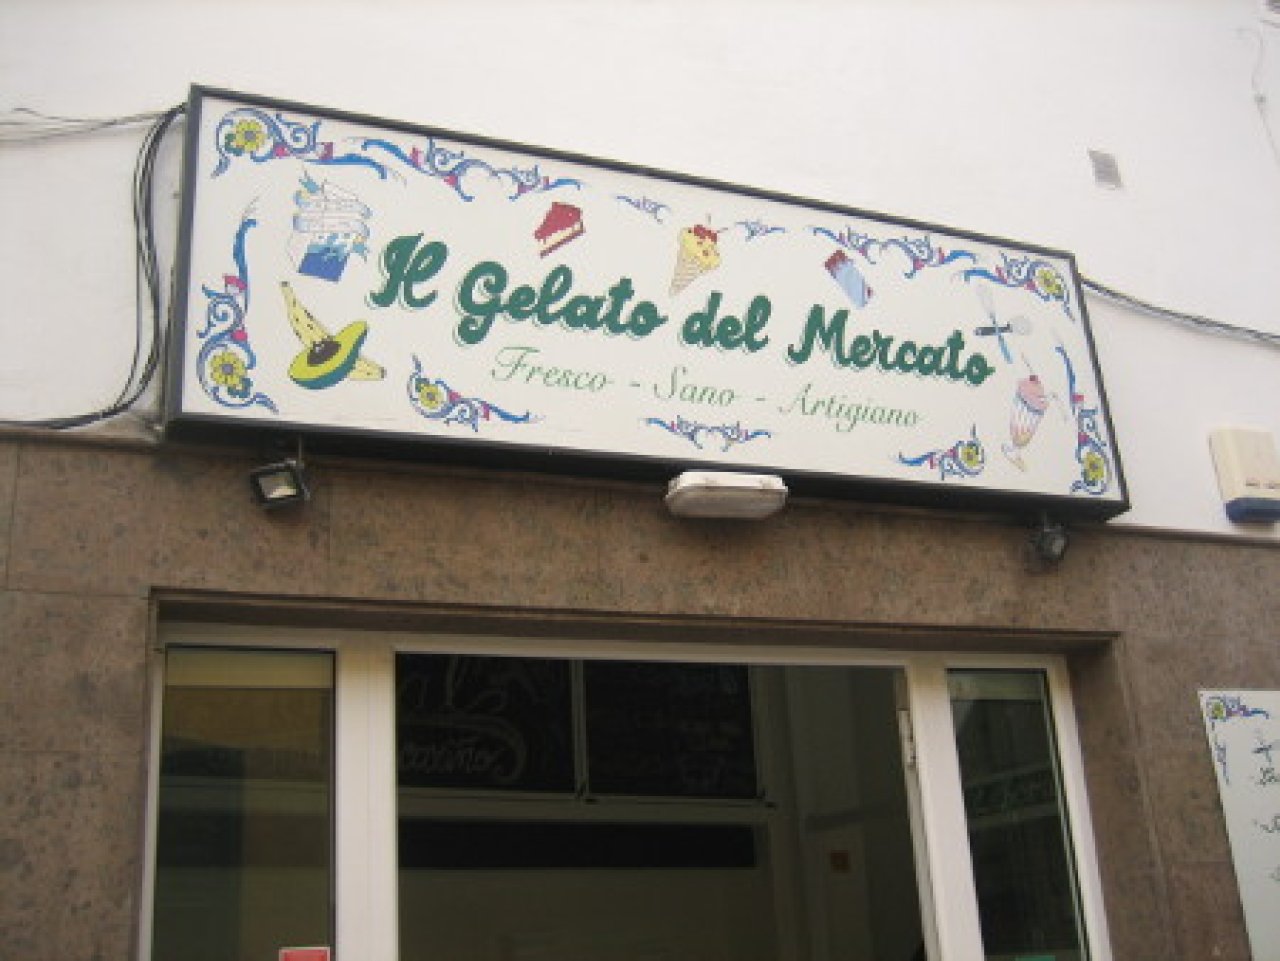 Il Gelato del Mercato
Fresco - Sano - Artigiano